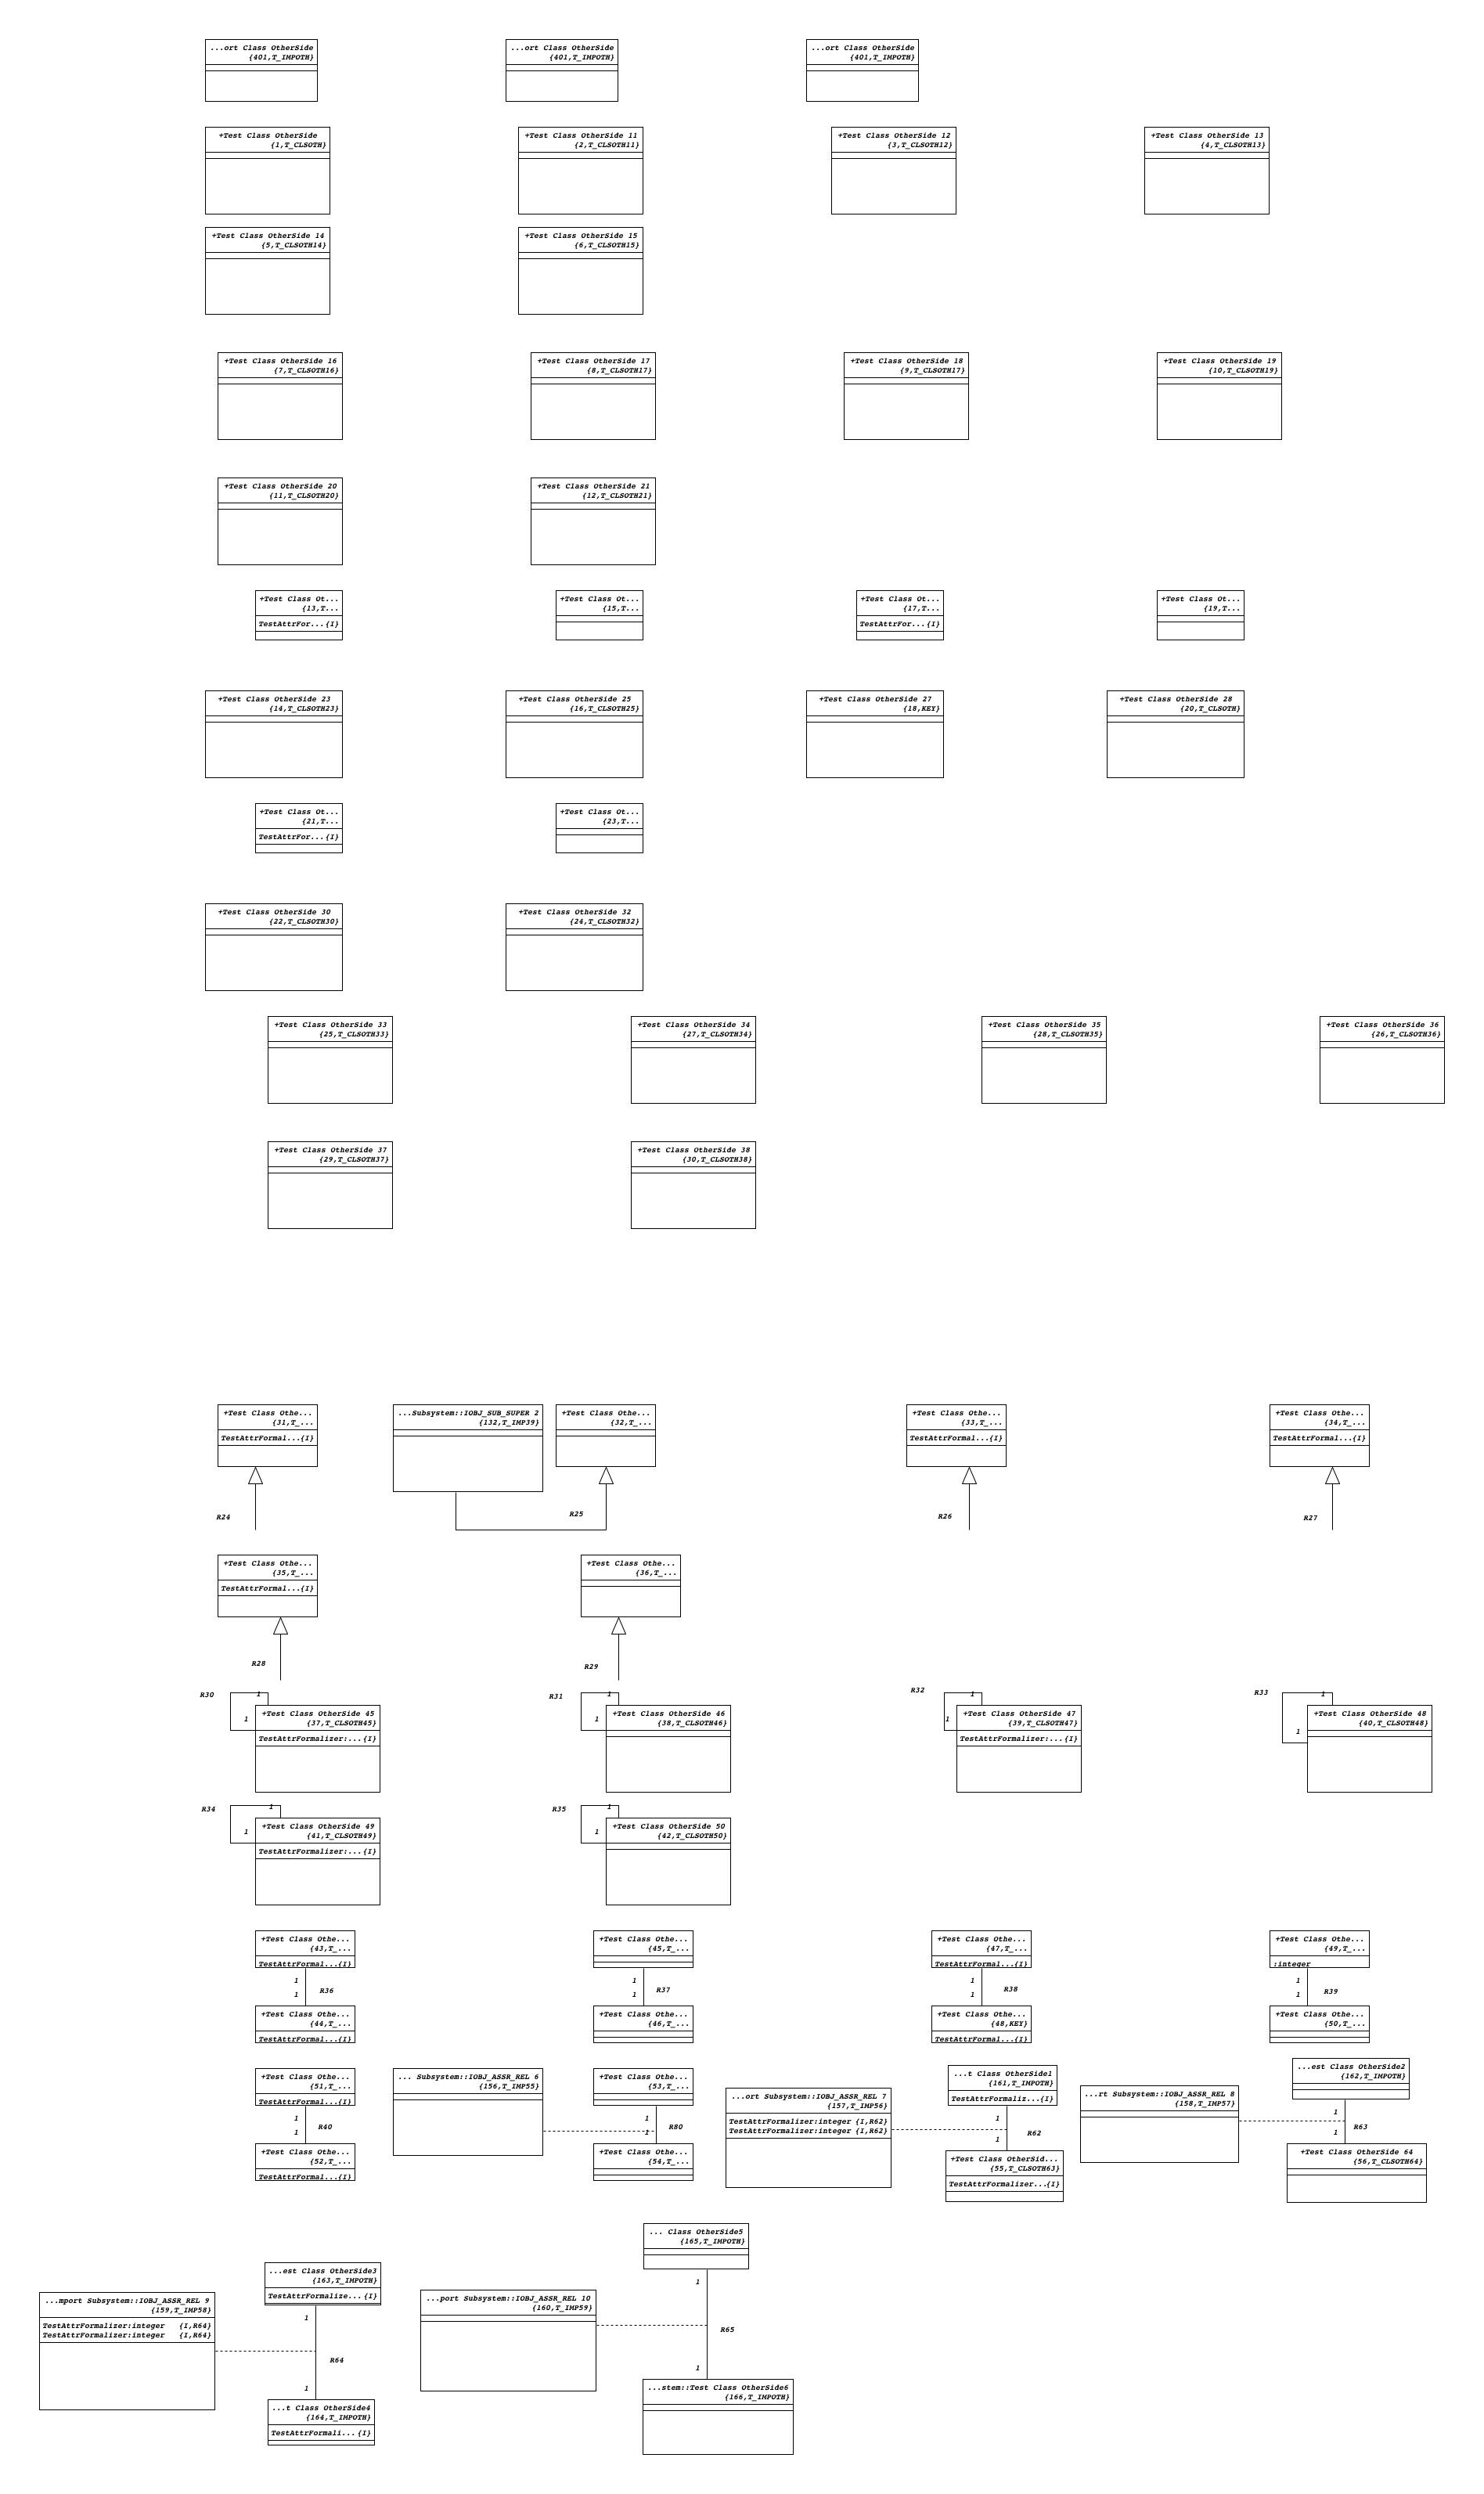 ...ort Class OtherSide
{401,T_IMPOTH}
...ort Class OtherSide
{401,T_IMPOTH}
...ort Class OtherSide
{401,T_IMPOTH}
+Test Class OtherSide
{1,T_CLSOTH}
+Test Class OtherSide 11
{2,T_CLSOTH11}
+Test Class OtherSide 12
{3,T_CLSOTH12}
+Test Class OtherSide 13
{4,T_CLSOTH13}
+Test Class OtherSide 14
{5,T_CLSOTH14}
+Test Class OtherSide 15
{6,T_CLSOTH15}
+Test Class OtherSide 16
{7,T_CLSOTH16}
+Test Class OtherSide 17
{8,T_CLSOTH17}
+Test Class OtherSide 18
{9,T_CLSOTH17}
+Test Class OtherSide 19
{10,T_CLSOTH19}
+Test Class OtherSide 20
{11,T_CLSOTH20}
+Test Class OtherSide 21
{12,T_CLSOTH21}
+Test Class Ot...
{13,T...
TestAttrFor...{I}
+Test Class Ot...
{15,T...
+Test Class Ot...
{17,T...
TestAttrFor...{I}
+Test Class Ot...
{19,T...
+Test Class OtherSide 23
{14,T_CLSOTH23}
+Test Class OtherSide 25
{16,T_CLSOTH25}
+Test Class OtherSide 27
{18,KEY}
+Test Class OtherSide 28
{20,T_CLSOTH}
+Test Class Ot...
{21,T...
TestAttrFor...{I}
+Test Class Ot...
{23,T...
+Test Class OtherSide 30
{22,T_CLSOTH30}
+Test Class OtherSide 32
{24,T_CLSOTH32}
+Test Class OtherSide 33
{25,T_CLSOTH33}
+Test Class OtherSide 34
{27,T_CLSOTH34}
+Test Class OtherSide 35
{28,T_CLSOTH35}
+Test Class OtherSide 36
{26,T_CLSOTH36}
+Test Class OtherSide 37
{29,T_CLSOTH37}
+Test Class OtherSide 38
{30,T_CLSOTH38}
+Test Class Othe...
{31,T_...
TestAttrFormal...{I}
...Subsystem::IOBJ_SUB_SUPER 2
{132,T_IMP39}
+Test Class Othe...
{32,T_...
+Test Class Othe...
{33,T_...
TestAttrFormal...{I}
+Test Class Othe...
{34,T_...
TestAttrFormal...{I}
R24
R25
R26
R27
+Test Class Othe...
{35,T_...
TestAttrFormal...{I}
+Test Class Othe...
{36,T_...
R28
R29
R30
1
1
+Test Class OtherSide 45
{37,T_CLSOTH45}
TestAttrFormalizer:...{I}
R31
1
1
+Test Class OtherSide 46
{38,T_CLSOTH46}
R32
1
1
+Test Class OtherSide 47
{39,T_CLSOTH47}
TestAttrFormalizer:...{I}
R33
1
1
+Test Class OtherSide 48
{40,T_CLSOTH48}
R34
1
1
+Test Class OtherSide 49
{41,T_CLSOTH49}
TestAttrFormalizer:...{I}
R35
1
1
+Test Class OtherSide 50
{42,T_CLSOTH50}
+Test Class Othe...
{43,T_...
TestAttrFormal...{I}
1
1
R36
+Test Class Othe...
{44,T_...
TestAttrFormal...{I}
+Test Class Othe...
{45,T_...
1
1
R37
+Test Class Othe...
{46,T_...
+Test Class Othe...
{47,T_...
TestAttrFormal...{I}
1
1
R38
+Test Class Othe...
{48,KEY}
TestAttrFormal...{I}
+Test Class Othe...
{49,T_...
:integer
1
1
R39
+Test Class Othe...
{50,T_...
+Test Class Othe...
{51,T_...
TestAttrFormal...{I}
1
1
R40
+Test Class Othe...
{52,T_...
TestAttrFormal...{I}
... Subsystem::IOBJ_ASSR_REL 6
{156,T_IMP55}
+Test Class Othe...
{53,T_...
1
1
R80
+Test Class Othe...
{54,T_...
...ort Subsystem::IOBJ_ASSR_REL 7
{157,T_IMP56}
TestAttrFormalizer:integer {I,R62}
TestAttrFormalizer:integer {I,R62}
...t Class OtherSide1
{161,T_IMPOTH}
TestAttrFormaliz...{I}
1
1
R62
+Test Class OtherSid...
{55,T_CLSOTH63}
TestAttrFormalizer...{I}
...rt Subsystem::IOBJ_ASSR_REL 8
{158,T_IMP57}
...est Class OtherSide2
{162,T_IMPOTH}
1
1
R63
+Test Class OtherSide 64
{56,T_CLSOTH64}
...mport Subsystem::IOBJ_ASSR_REL 9
{159,T_IMP58}
TestAttrFormalizer:integer {I,R64}
TestAttrFormalizer:integer {I,R64}
...est Class OtherSide3
{163,T_IMPOTH}
TestAttrFormalize...{I}
1
R64
1
...t Class OtherSide4
{164,T_IMPOTH}
TestAttrFormali...{I}
...port Subsystem::IOBJ_ASSR_REL 10
{160,T_IMP59}
... Class OtherSide5
{165,T_IMPOTH}
1
R65
1
...stem::Test Class OtherSide6
{166,T_IMPOTH}